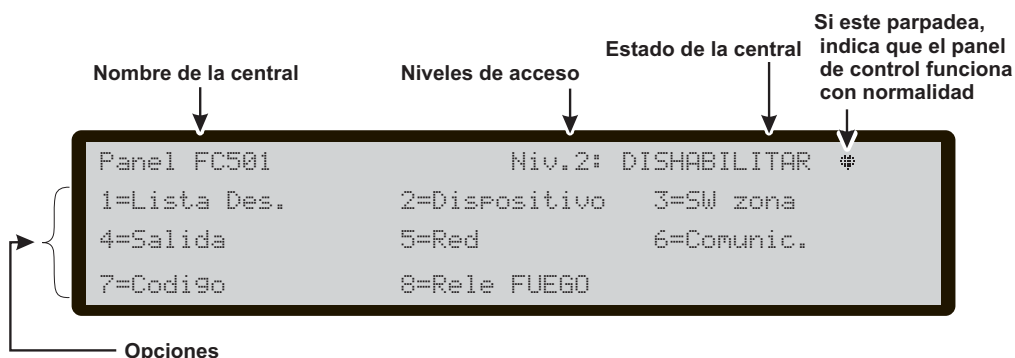 Si este parpadea,
indica que el panel
de control funciona
con normalidad
Estado de la central
Nombre de la central
Niveles de acceso
Panel FC501 Niv.2: DISHABILITAR
1=Lista Des. 2=Dispositivo 3=SW zona
4=Salida 5=Red 6=Comunic.
7=Codigo 8=Rele FUEGO
Opciones